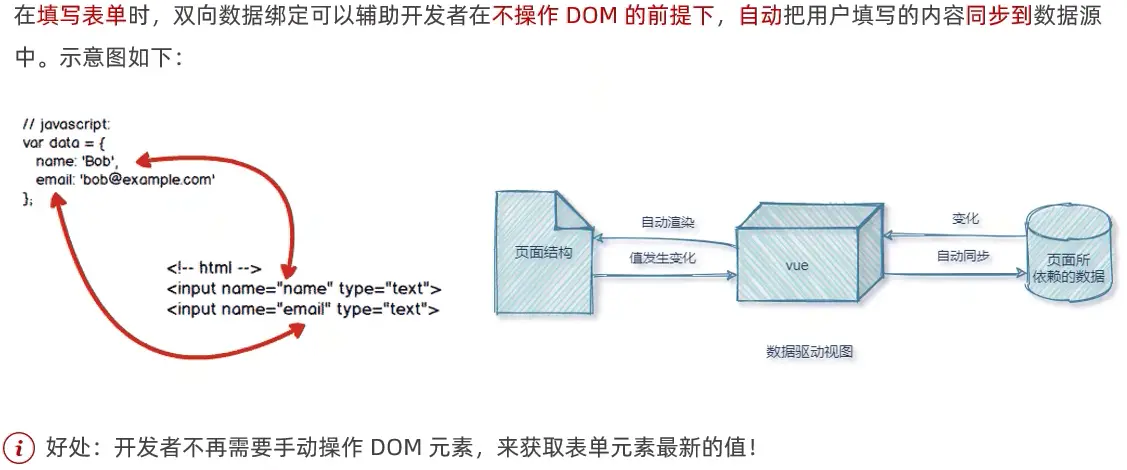 在填写表单时，双向数据绑定可以辅助开发者在不操作 DOM 的前提下，自动把用户填写的内容同步到数据源
中。示意图如下：
// javascript:
var data = {
name: 'Bob',
email: 'bob@example.com'
};
<!-- html -->
<input name="name" type="text">
<input name="email" type="text">
页面结构
自动渲染
值发生变化
vue
变化
自动同步
页面所
依赖的数据
数据驱动视图
i 好处：开发者不再需要手动操作 DOM 元素，来获取表单元素最新的值！